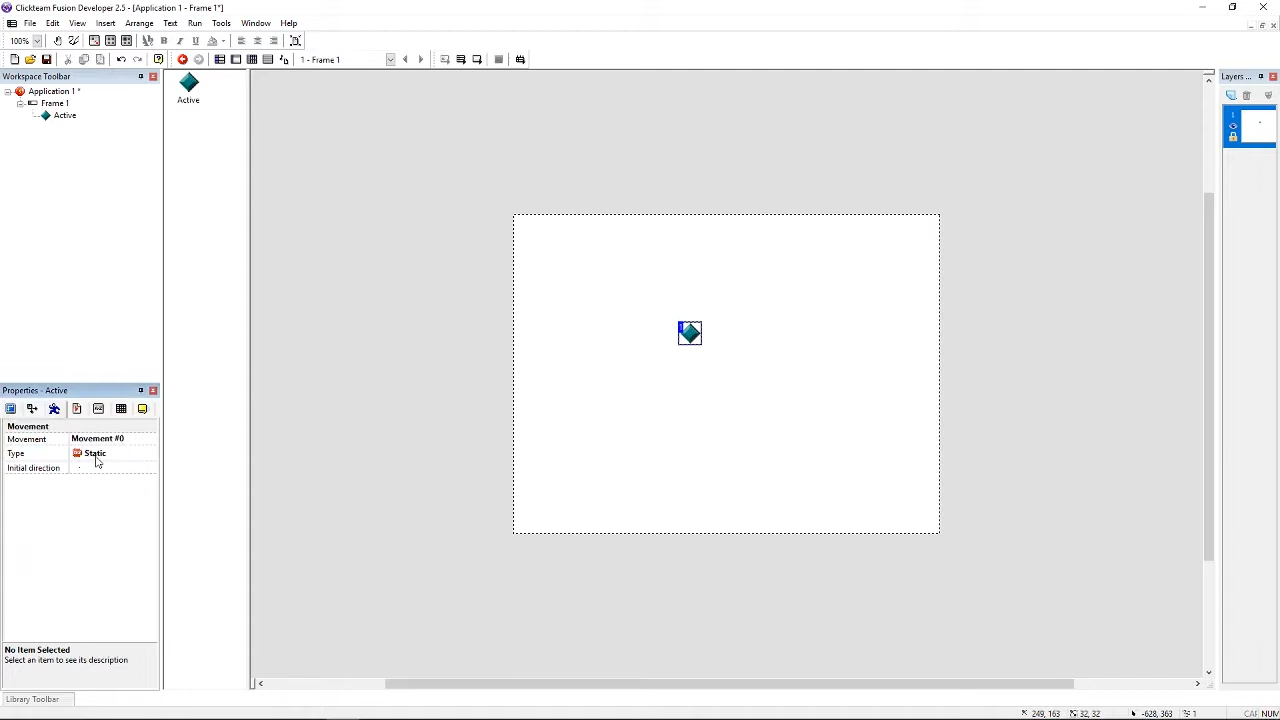 Clickteam Fusion Developer 2.5 - [Application 1 - Frame 1*]
File Edit View Insert Arrange Text Run Tools Window Help
100%
1 - Frame 1
Workspace Toolbar
Application 1 *
Frame 1
Active
Active
Layers ...
1
Properties - Active
Movement
Movement Movement #0
Type Static
Initial direction
No Item Selected
Select an item to see its description
Library Toolbar
249, 163 32, 32 -628, 363 1 CAP NUM